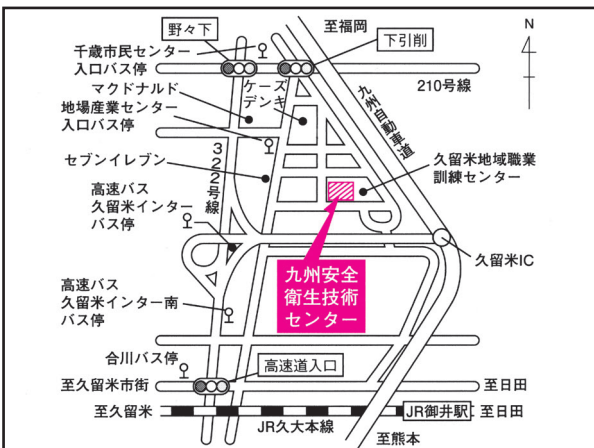 野々下
至福岡
N
千歳市民センター
入口バス停
下引削
ケーズ
デンキ
210号線
マクドナルド
地場産業センター
入口バス停
九州自動車道
322号線
セブンイレブン
久留米地域職業
訓練センター
高速バス
久留米インター
バス停
久留米IC
九州安全
衛生技術
センター
高速バス
久留米インター南
バス停
合川バス停
高速道入口
至久留米市街
至日田
至久留米
JR久大本線
JR御井駅
至日田
至熊本